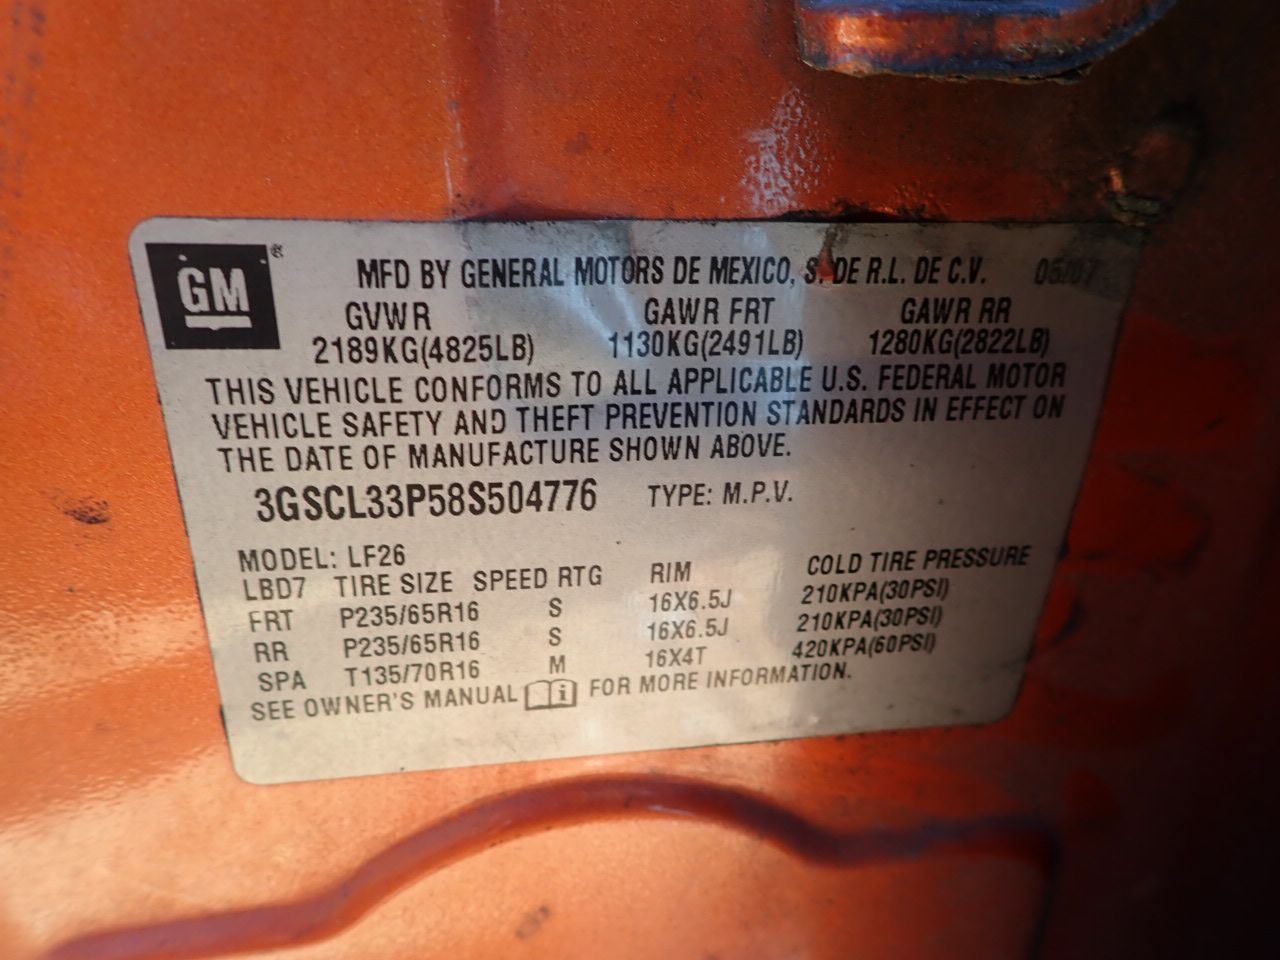 GM ®
MFD BY GENERAL MOTORS DE MEXICO, S. DE R.L. DE C.V. 05/07
GVWR GAWR FRT GAWR RR
2189KG(4825LB) 1130KG(2491LB) 1280KG(2822LB)
THIS VEHICLE CONFORMS TO ALL APPLICABLE U.S. FEDERAL MOTOR
VEHICLE SAFETY AND THEFT PREVENTION STANDARDS IN EFFECT ON
THE DATE OF MANUFACTURE SHOWN ABOVE.
3GSCL33P58S504776 TYPE: M.P.V.
MODEL: LF26
LBD7 TIRE SIZE SPEED RTG RIM COLD TIRE PRESSURE
FRT P235/65R16 S 16X6.5J 210KPA(30PSI)
RR P235/65R16 S 16X6.5J 210KPA(30PSI)
SPA T135/70R16 M 16X4T 420KPA(60PSI)
SEE OWNER'S MANUAL i FOR MORE INFORMATION.